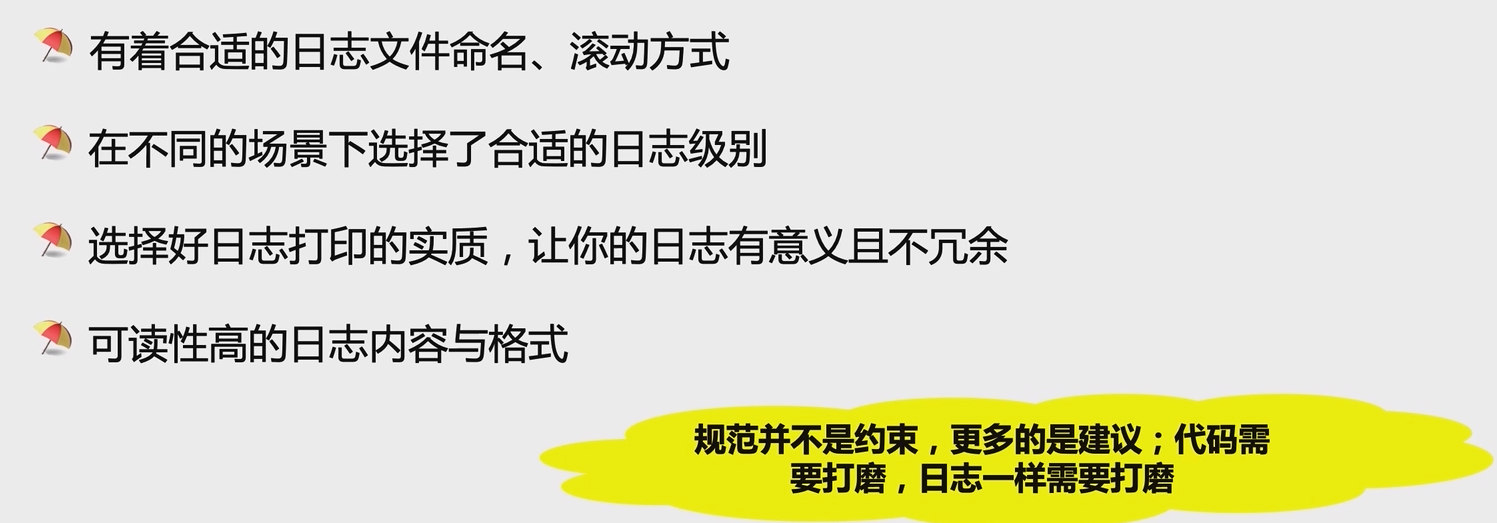 有着合适的日志文件命名、滚动方式
在不同的场景下选择了合适的日志级别
选择好日志打印的实质，让你的日志有意义且不冗余
可读性高的日志内容与格式
规范并不是约束，更多的是建议；代码需
要打磨，日志一样需要打磨